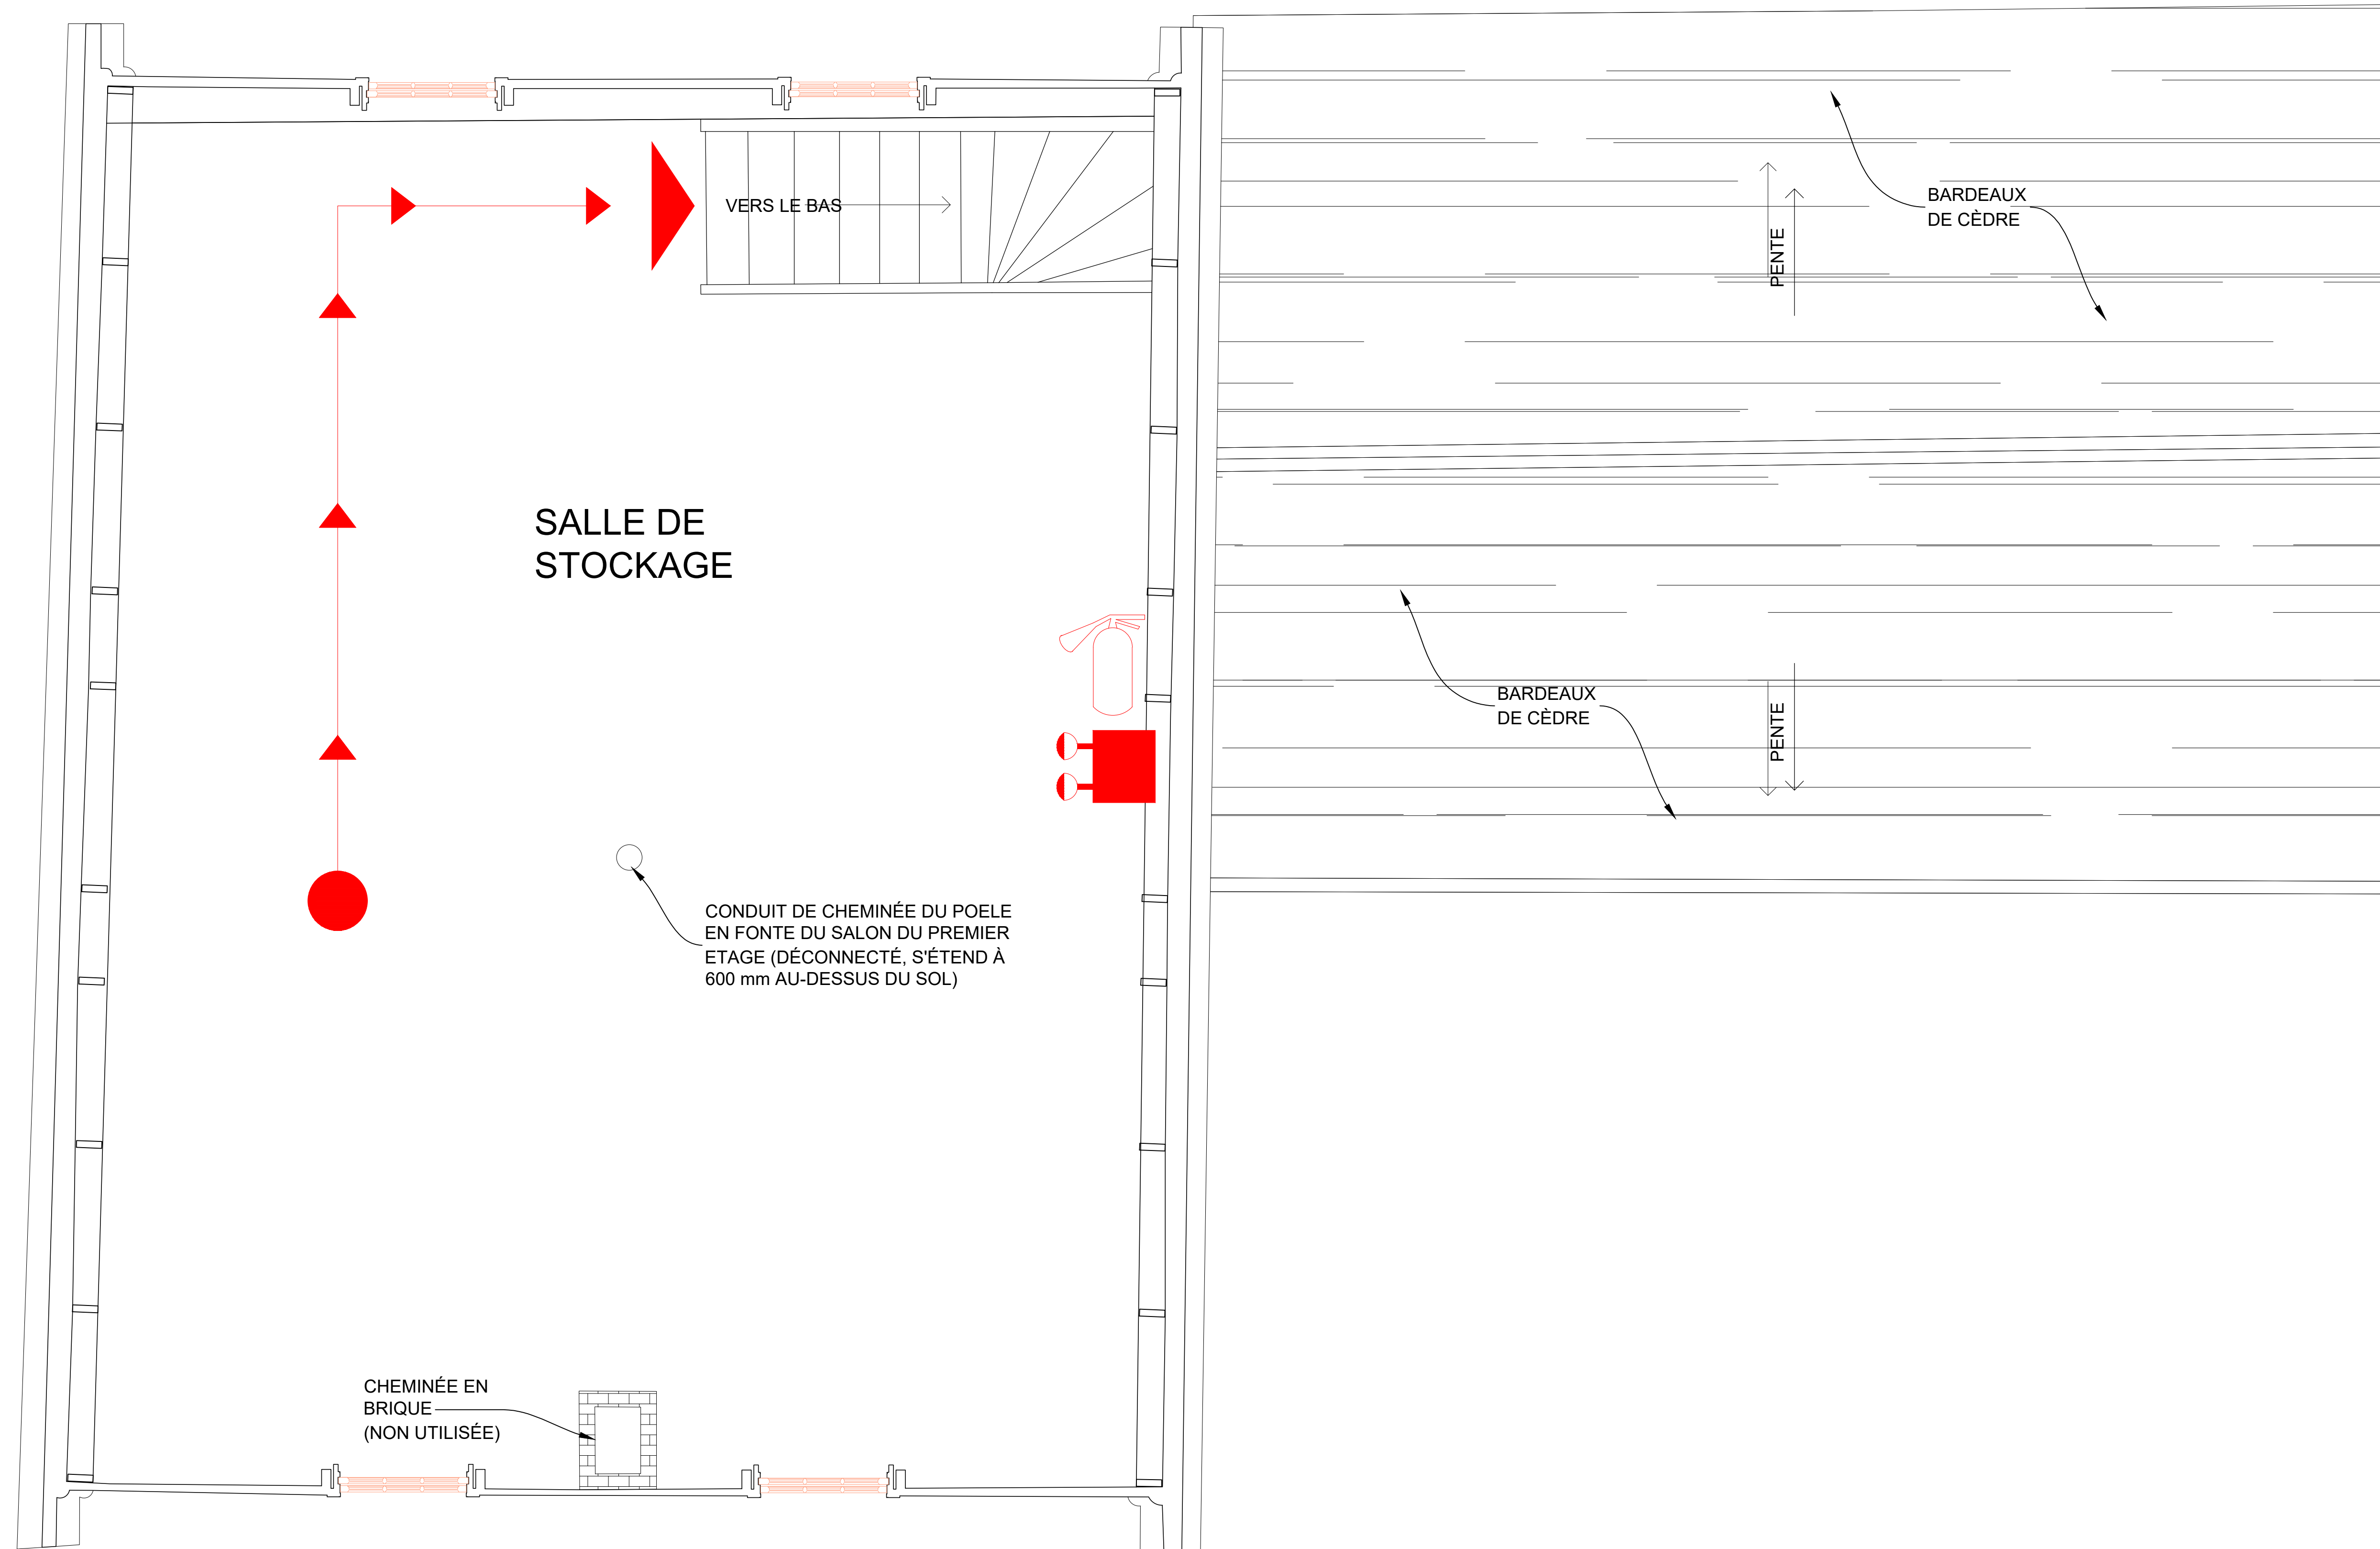 VERS LE BAS
BARDEAUX
DE CÈDRE
PENTE
SALLE DE
STOCKAGE
BARDEAUX
DE CÈDRE
PENTE
CONDUIT DE CHEMINÉE DU POELE
EN FONTE DU SALON DU PREMIER
ETAGE (DÉCONNECTÉ, S'ÉTEND À
600 mm AU-DESSUS DU SOL)
CHEMINÉE EN
BRIQUE
(NON UTILISÉE)